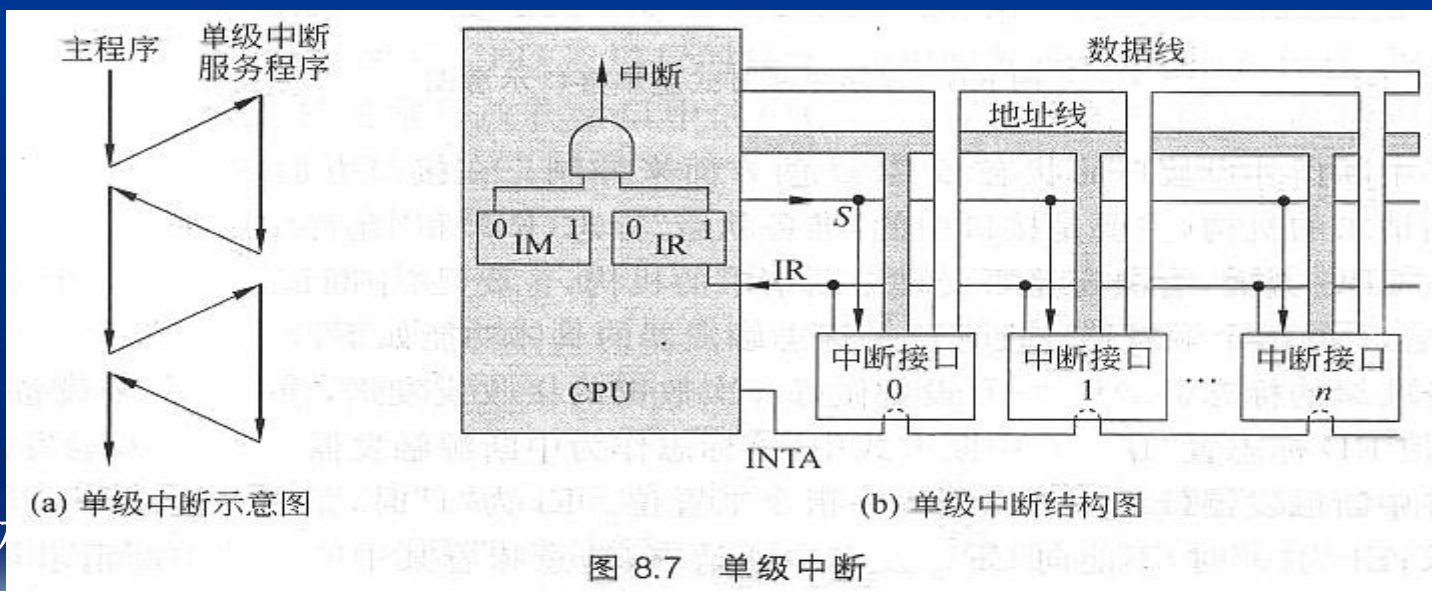 主程序
单级中断
服务程序
中断
0 1
IM
0 1
IR
CPU
数据线
地址线
S
IR
中断接口
0
中断接口
1
…
中断接口
n
INTA
(a) 单级中断示意图
(b) 单级中断结构图
图 8.7 单级中断